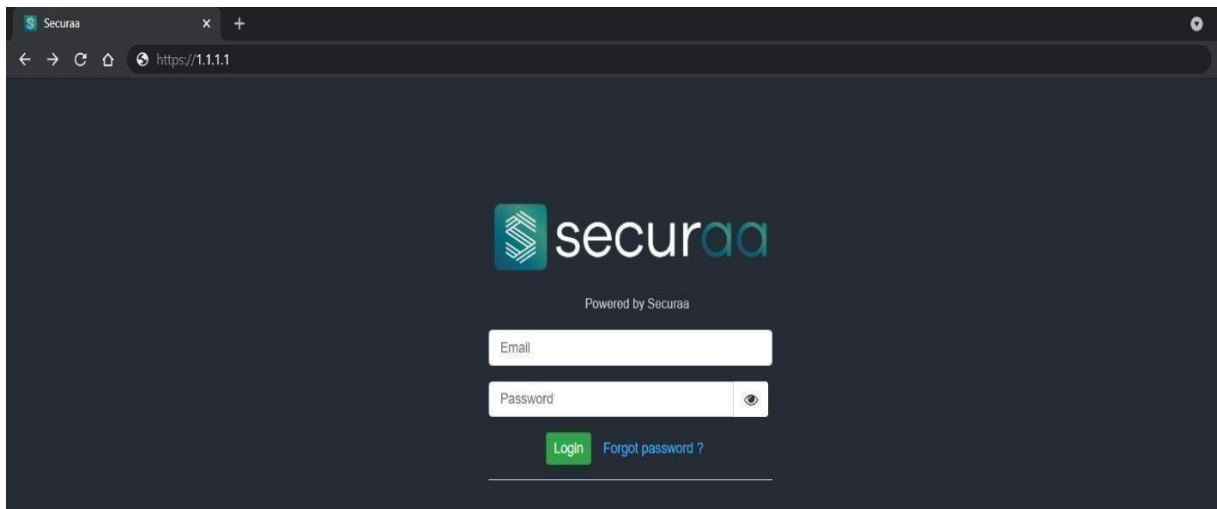 Securaa
https://1.1.1.1
securaa
Powered by Securaa
Email
Password
Login Forgot password ?